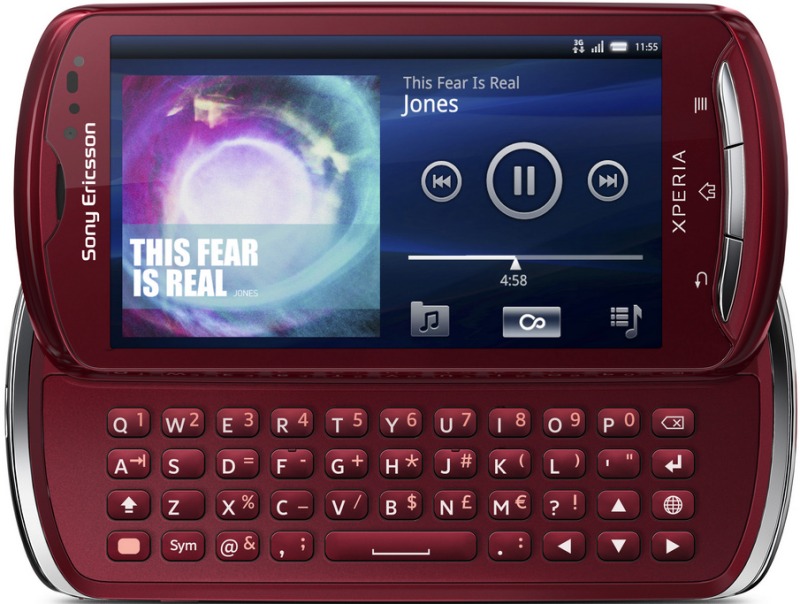 3G 11:55
This Fear Is Real
Jones
THIS FEAR
IS REAL JONES
4:58
Sony Ericsson
XPERIA
Q 1 W 2 E 3 R 4 T 5 Y 6 U 7 I 8 O 9 P 0
A S D = F - G + H * J # K ( L ) ' "
Z X % C _ V / B $ N £ M € ? !
Sym @ & , ; . :